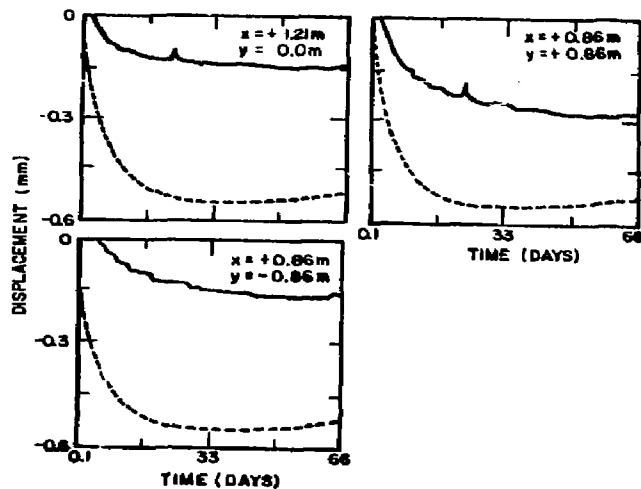 0
x = + 1.21m
y = 0.0m
-0.3
-0.6
x = +0.86m
y = +0.86m
0.1 33 66
TIME (DAYS)
DISPLACEMENT (mm)
0
x = +0.86m
y = -0.86m
-0.3
-0.6
0.1 33 66
TIME (DAYS)